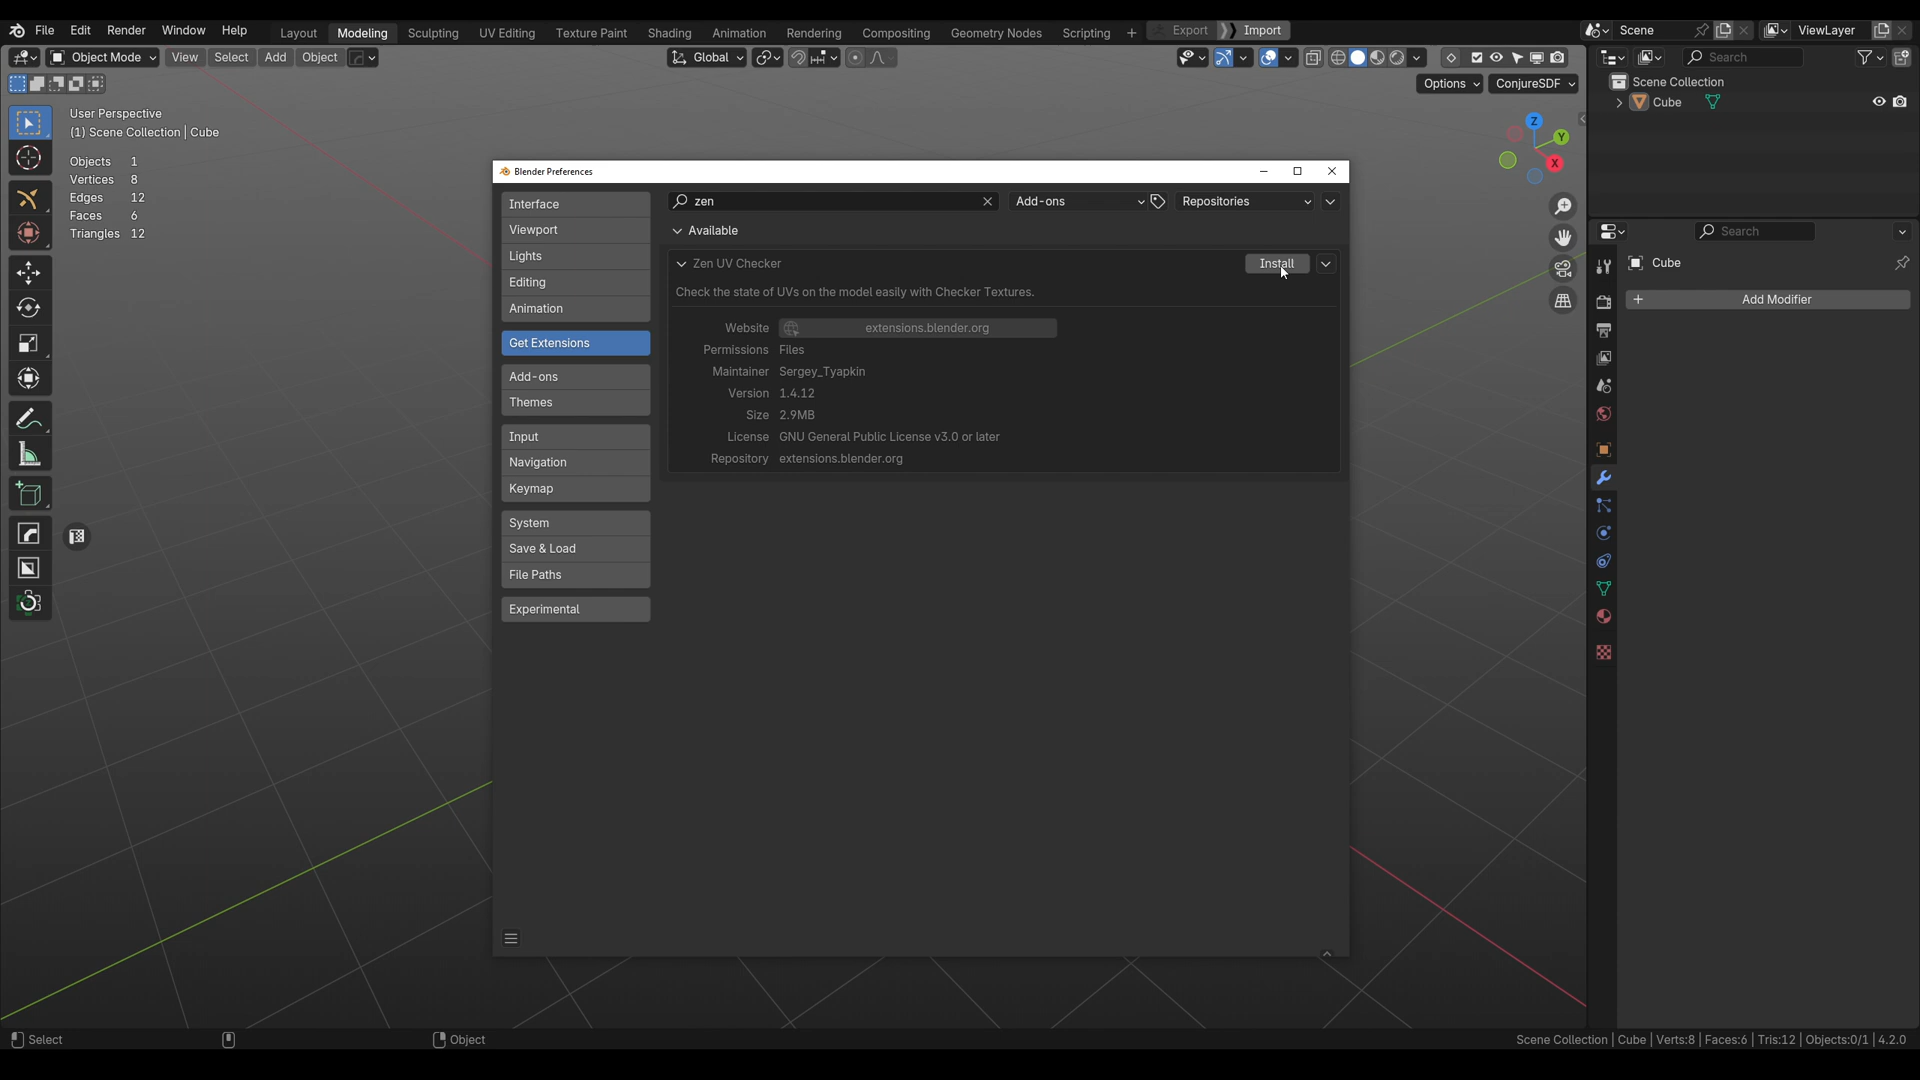 File Edit Render Window Help Layout Modeling Sculpting UV Editing Texture Paint Shading Animation Rendering Compositing Geometry Nodes Scripting + Export Import Scene ViewLayer
Object Mode View Select Add Object Global Search
Options ConjureSDF
Scene Collection
Cube
User Perspective
(1) Scene Collection | Cube
Objects 1
Vertices 8
Edges 12
Faces 6
Triangles 12
Z
Y
X
Blender Preferences
Interface
Viewport
Lights
Editing
Animation
Get Extensions
Add-ons
Themes
Input
Navigation
Keymap
System
Save & Load
File Paths
Experimental
zen Add-ons Repositories
Available
Zen UV Checker Install
Check the state of UVs on the model easily with Checker Textures.
Website extensions.blender.org
Permissions Files
Maintainer Sergey_Tyapkin
Version 1.4.12
Size 2.9MB
License GNU General Public License v3.0 or later
Repository extensions.blender.org
Search
Cube
+ Add Modifier
Select Object Scene Collection | Cube | Verts:8 | Faces:6 | Tris:12 | Objects:0/1 | 4.2.0